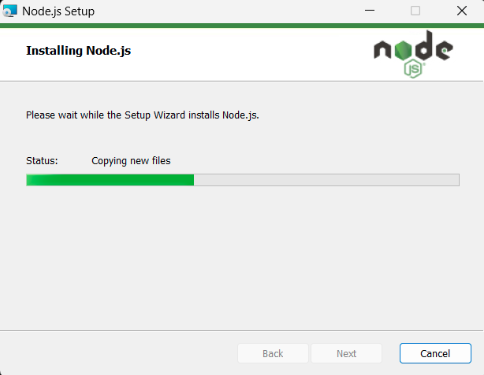 Node.js Setup
Installing Node.js
node
JS
Please wait while the Setup Wizard installs Node.js.
Status: Copying new files
Back Next Cancel